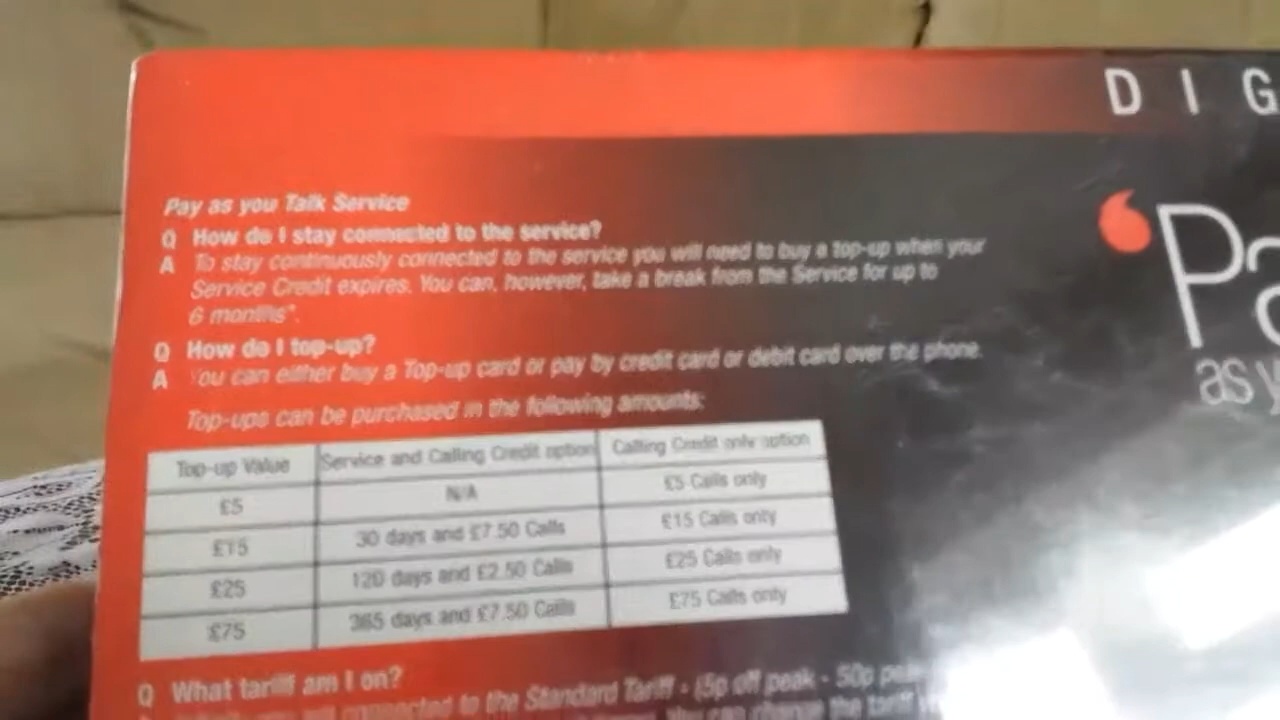 D I G
Pay as you Talk Service
Q How do I stay connected to the service?
A To stay continuously connected to the service you will need to buy a top-up when your
Service Credit expires. You can, however, take a break from the Service for up to
6 months*.
Q How do I top-up?
A You can either buy a Top-up card or pay by credit card or debit card over the phone.
Top-ups can be purchased in the following amounts:
Top-up Value Service and Calling Credit option Calling Credit only option
£5 N/A £5 Calls only
£15 30 days and £7.50 Calls £15 Calls only
£25 120 days and £2.50 Calls £25 Calls only
£75 365 days and £7.50 Calls £75 Calls only
Q What tariff am I on?
connected to the Standard Tariff - 15p off peak - 50p
can change the tariff
'Pa
as y